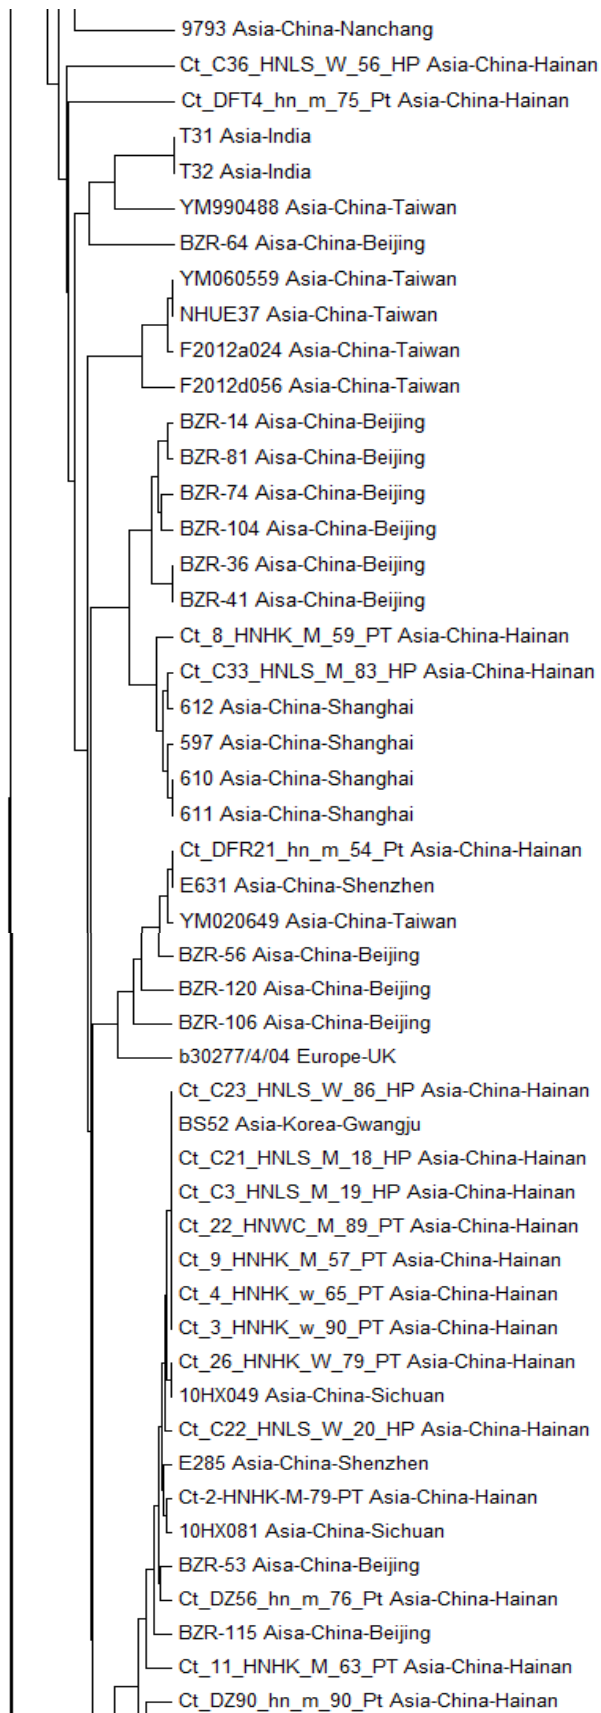 9793 Asia-China-Nanchang
Ct_C36_HNLS_W_56_HP Asia-China-Hainan
Ct_DFT4_hn_m_75_Pt Asia-China-Hainan
T31 Asia-India
T32 Asia-India
YM990488 Asia-China-Taiwan
BZR-64 Aisa-China-Beijing
YM060559 Asia-China-Taiwan
NHUE37 Asia-China-Taiwan
F2012a024 Asia-China-Taiwan
F2012d056 Asia-China-Taiwan
BZR-14 Aisa-China-Beijing
BZR-81 Aisa-China-Beijing
BZR-74 Aisa-China-Beijing
BZR-104 Aisa-China-Beijing
BZR-36 Aisa-China-Beijing
BZR-41 Aisa-China-Beijing
Ct_8_HNHK_M_59_PT Asia-China-Hainan
Ct_C33_HNLS_M_83_HP Asia-China-Hainan
612 Asia-China-Shanghai
597 Asia-China-Shanghai
610 Asia-China-Shanghai
611 Asia-China-Shanghai
Ct_DFR21_hn_m_54_Pt Asia-China-Hainan
E631 Asia-China-Shenzhen
YM020649 Asia-China-Taiwan
BZR-56 Aisa-China-Beijing
BZR-120 Aisa-China-Beijing
BZR-106 Aisa-China-Beijing
b30277/4/04 Europe-UK
Ct_C23_HNLS_W_86_HP Asia-China-Hainan
BS52 Asia-Korea-Gwangju
Ct_C21_HNLS_M_18_HP Asia-China-Hainan
Ct_C3_HNLS_M_19_HP Asia-China-Hainan
Ct_22_HNWC_M_89_PT Asia-China-Hainan
Ct_9_HNHK_M_57_PT Asia-China-Hainan
Ct_4_HNHK_w_65_PT Asia-China-Hainan
Ct_3_HNHK_w_90_PT Asia-China-Hainan
Ct_26_HNHK_W_79_PT Asia-China-Hainan
10HX049 Asia-China-Sichuan
Ct_C22_HNLS_W_20_HP Asia-China-Hainan
E285 Asia-China-Shenzhen
Ct-2-HNHK-M-79-PT Asia-China-Hainan
10HX081 Asia-China-Sichuan
BZR-53 Aisa-China-Beijing
Ct_DZ56_hn_m_76_Pt Asia-China-Hainan
BZR-115 Aisa-China-Beijing
Ct_11_HNHK_M_63_PT Asia-China-Hainan
Ct_DZ90_hn_m_90_Pt Asia-China-Hainan